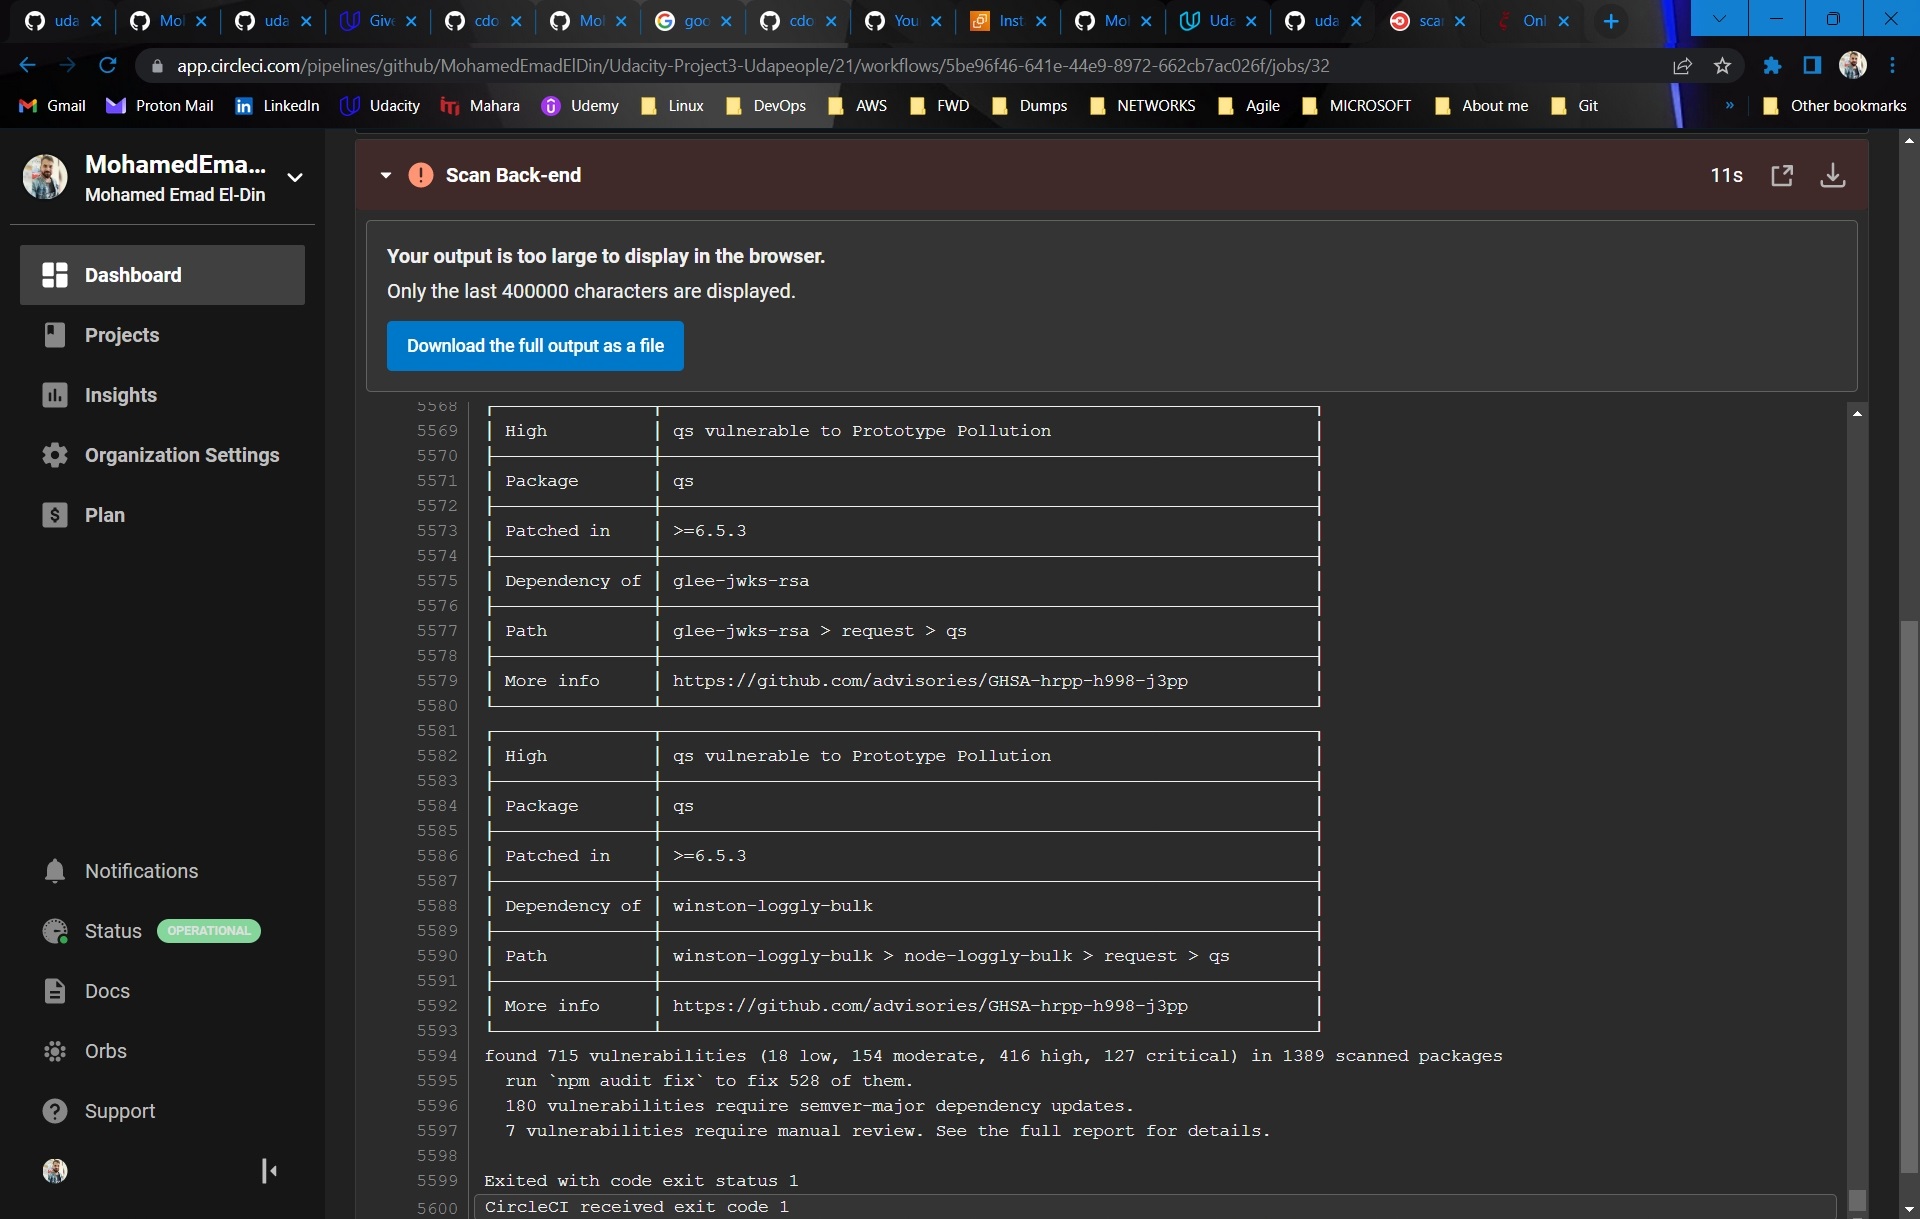 uda
Mol
uda
Give
cdo
Mol
goo
cdo
You
Inst
Mol
Uda
uda
scan
Onl
app.circleci.com/pipelines/github/MohamedEmadElDin/Udacity-Project3-Udapeople/21/workflows/5be96f46-641e-44e9-8972-662cb7ac026f/jobs/32
Gmail Proton Mail LinkedIn Udacity Mahara Udemy Linux DevOps AWS FWD Dumps NETWORKS Agile MICROSOFT About me Git » Other bookmarks
MohamedEma...
Mohamed Emad El-Din
Dashboard
Projects
Insights
Organization Settings
Plan
Notifications
Status OPERATIONAL
Docs
Orbs
Support
Scan Back-end 11s
Your output is too large to display in the browser.
Only the last 400000 characters are displayed.
Download the full output as a file
5568
5569 High qs vulnerable to Prototype Pollution
5570
5571 Package qs
5572
5573 Patched in >=6.5.3
5574
5575 Dependency of glee-jwks-rsa
5576
5577 Path glee-jwks-rsa > request > qs
5578
5579 More info https://github.com/advisories/GHSA-hrpp-h998-j3pp
5580
5581
5582 High qs vulnerable to Prototype Pollution
5583
5584 Package qs
5585
5586 Patched in >=6.5.3
5587
5588 Dependency of winston-loggly-bulk
5589
5590 Path winston-loggly-bulk > node-loggly-bulk > request > qs
5591
5592 More info https://github.com/advisories/GHSA-hrpp-h998-j3pp
5593
5594 found 715 vulnerabilities (18 low, 154 moderate, 416 high, 127 critical) in 1389 scanned packages
5595 run `npm audit fix` to fix 528 of them.
5596 180 vulnerabilities require semver-major dependency updates.
5597 7 vulnerabilities require manual review. See the full report for details.
5598
5599 Exited with code exit status 1
5600 CircleCI received exit code 1